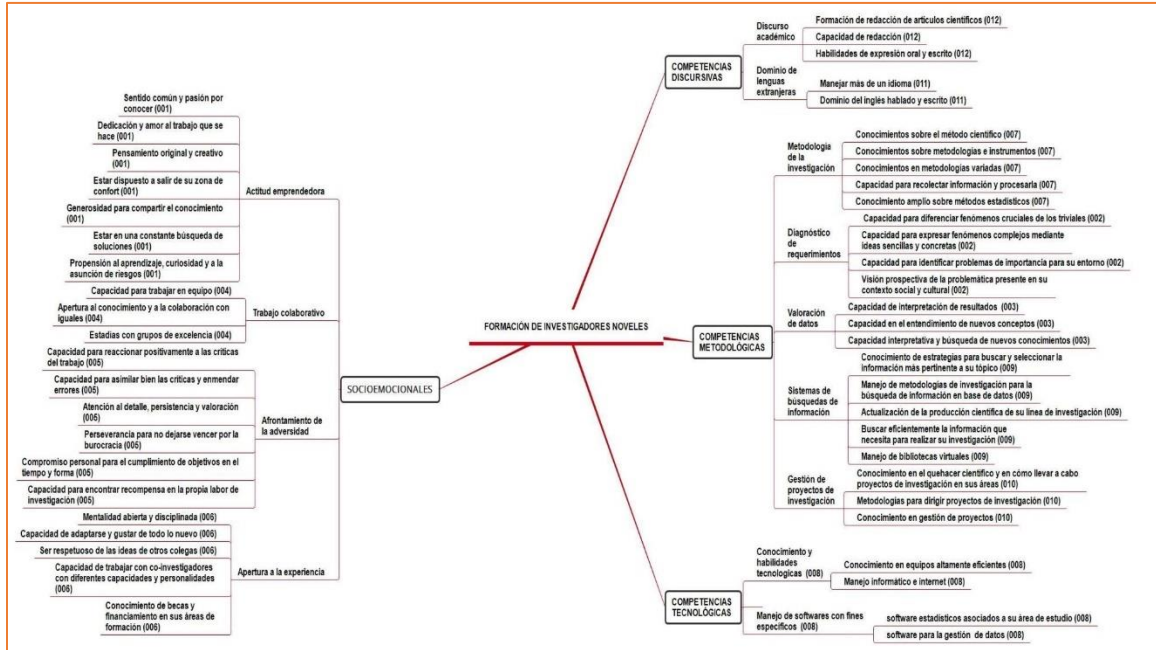 FORMACIÓN DE INVESTIGADORES NOVELES
COMPETENCIAS
DISCURSIVAS
Discurso
académico
Formación de redacción de artículos científicos (012)
Capacidad de redacción (012)
Habilidades de expresión oral y escrito (012)
Dominio de
lenguas
extranjeras
Manejar más de un idioma (011)
Dominio del inglés hablado y escrito (011)
COMPETENCIAS
METODOLÓGICAS
Metodología
de la
investigación
Conocimientos sobre el método científico (007)
Conocimientos sobre metodologías e instrumentos (007)
Conocimientos en metodologías variadas (007)
Capacidad para recolectar información y procesarla (007)
Conocimiento amplio sobre métodos estadísticos (007)
Diagnóstico
de
requerimientos
Capacidad para diferenciar fenómenos cruciales de los triviales (002)
Capacidad para expresar fenómenos complejos mediante
ideas sencillas y concretas (002)
Capacidad para identificar problemas de importancia para su entorno (002)
Visión prospectiva de la problemática presente en su
contexto social y cultural (002)
Valoración
de datos
Capacidad de interpretación de resultados (003)
Capacidad en el entendimiento de nuevos conceptos (003)
Capacidad interpretativa y búsqueda de nuevos conocimientos (003)
Sistemas de
búsquedas de
información
Conocimiento de estrategias para buscar y seleccionar la
información más pertinente a su tópico (009)
Manejo de metodologías de investigación para la
búsqueda de información en base de datos (009)
Actualización de la producción científica de su línea de investigación (009)
Buscar eficientemente la información que
necesita para realizar su investigación (009)
Manejo de bibliotecas virtuales (009)
Gestión de
proyectos de
investigación
Conocimiento en el quehacer científico y en cómo llevar a cabo
proyectos de investigación en sus áreas (010)
Metodologías para dirigir proyectos de investigación (010)
Conocimiento en gestión de proyectos (010)
COMPETENCIAS
TECNOLÓGICAS
Conocimiento y
habilidades
tecnologicas (008)
Conocimiento en equipos altamente eficientes (008)
Manejo informático e internet (008)
Manejo de softwares con fines
especificos (008)
software estadísticos asociados a su área de estudio (008)
software para la gestión de datos (008)
SOCIOEMOCIONALES
Actitud emprendedora
Sentido común y pasión por
conocer (001)
Dedicación y amor al trabajo que se
hace (001)
Pensamiento original y creativo
(001)
Estar dispuesto a salir de su zona de
confort (001)
Generosidad para compartir el conocimiento
(001)
Estar en una constante búsqueda de
soluciones (001)
Propensión al aprendizaje, curiosidad y a la
asunción de riesgos (001)
Trabajo colaborativo
Capacidad para trabajar en equipo (004)
Apertura al conocimiento y a la colaboración con
iguales (004)
Estadías con grupos de excelencia (004)
Afrontamiento de
la adversidad
Capacidad para reaccionar positivamente a las críticas
del trabajo (005)
Capacidad para asimilar bien las críticas y enmendar
errores (005)
Atención al detalle, persistencia y valoración
(005)
Perseverancia para no dejarse vencer por la
burocracia (005)
Compromiso personal para el cumplimiento de objetivos en el
tiempo y forma (005)
Capacidad para encontrar recompensa en la propia labor de
investigación (005)
Apertura a la experiencia
Mentalidad abierta y disciplinada (006)
Capacidad de adaptarse y gustar de todo lo nuevo (006)
Ser respetuoso de las ideas de otros colegas (006)
Capacidad de trabajar con co-investigadores
con diferentes capacidades y personalidades
(006)
Conocimiento de becas y
financiamiento en sus áreas de
formación (006)